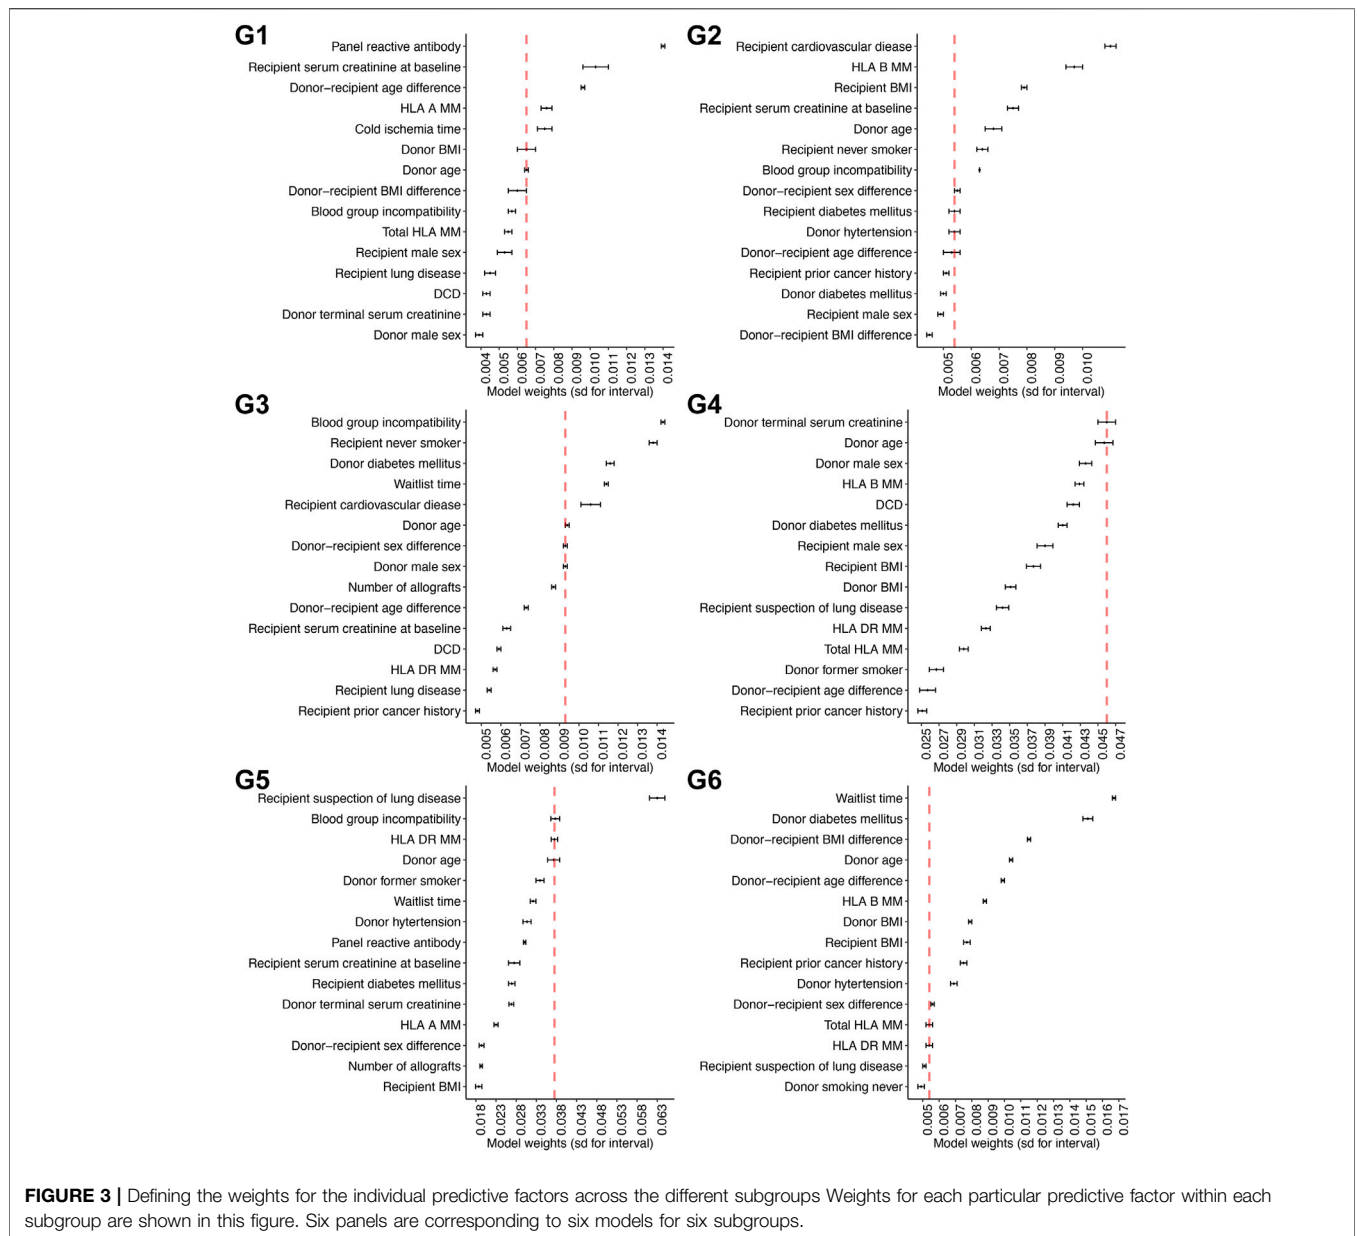 G1
Panel reactive antibody
Recipient serum creatinine at baseline
Donor-recipient age difference
HLA A MM
Cold ischemia time
Donor BMI
Donor age
Donor-recipient BMI difference
Blood group incompatibility
Total HLA MM
Recipient male sex
Recipient lung disease
DCD
Donor terminal serum creatinine
Donor male sex
0.004
0.005
0.006
0.007
0.008
0.009
0.010
0.011
0.012
0.013
0.014
Model weights (sd for interval)
G2
Recipient cardiovascular diease
HLA B MM
Recipient BMI
Recipient serum creatinine at baseline
Donor age
Recipient never smoker
Blood group incompatibility
Donor-recipient sex difference
Recipient diabetes mellitus
Donor hytertension
Donor-recipient age difference
Recipient prior cancer history
Donor diabetes mellitus
Recipient male sex
Donor-recipient BMI difference
0.005
0.006
0.007
0.008
0.009
0.010
Model weights (sd for interval)
G3
Blood group incompatibility
Recipient never smoker
Donor diabetes mellitus
Waitlist time
Recipient cardiovascular diease
Donor age
Donor-recipient sex difference
Donor male sex
Number of allografts
Donor-recipient age difference
Recipient serum creatinine at baseline
DCD
HLA DR MM
Recipient lung disease
Recipient prior cancer history
0.005
0.006
0.007
0.008
0.009
0.010
0.011
0.012
0.013
0.014
Model weights (sd for interval)
G4
Donor terminal serum creatinine
Donor age
Donor male sex
HLA B MM
DCD
Donor diabetes mellitus
Recipient male sex
Recipient BMI
Donor BMI
Recipient suspection of lung disease
HLA DR MM
Total HLA MM
Donor former smoker
Donor-recipient age difference
Recipient prior cancer history
0.025
0.027
0.029
0.031
0.033
0.035
0.037
0.039
0.041
0.043
0.045
0.047
Model weights (sd for interval)
G5
Recipient suspection of lung disease
Blood group incompatibility
HLA DR MM
Donor age
Donor former smoker
Waitlist time
Donor hytertension
Panel reactive antibody
Recipient serum creatinine at baseline
Recipient diabetes mellitus
Donor terminal serum creatinine
HLA A MM
Donor-recipient sex difference
Number of allografts
Recipient BMI
0.018
0.023
0.028
0.033
0.038
0.043
0.048
0.053
0.058
0.063
Model weights (sd for interval)
G6
Waitlist time
Donor diabetes mellitus
Donor-recipient BMI difference
Donor age
Donor-recipient age difference
HLA B MM
Donor BMI
Recipient BMI
Recipient prior cancer history
Donor hytertension
Donor-recipient sex difference
Total HLA MM
HLA DR MM
Recipient suspection of lung disease
Donor smoking never
0.005
0.006
0.007
0.008
0.009
0.010
0.011
0.012
0.013
0.014
0.015
0.016
0.017
Model weights (sd for interval)
FIGURE 3 | Defining the weights for the individual predictive factors across the different subgroups Weights for each particular predictive factor within each
subgroup are shown in this figure. Six panels are corresponding to six models for six subgroups.